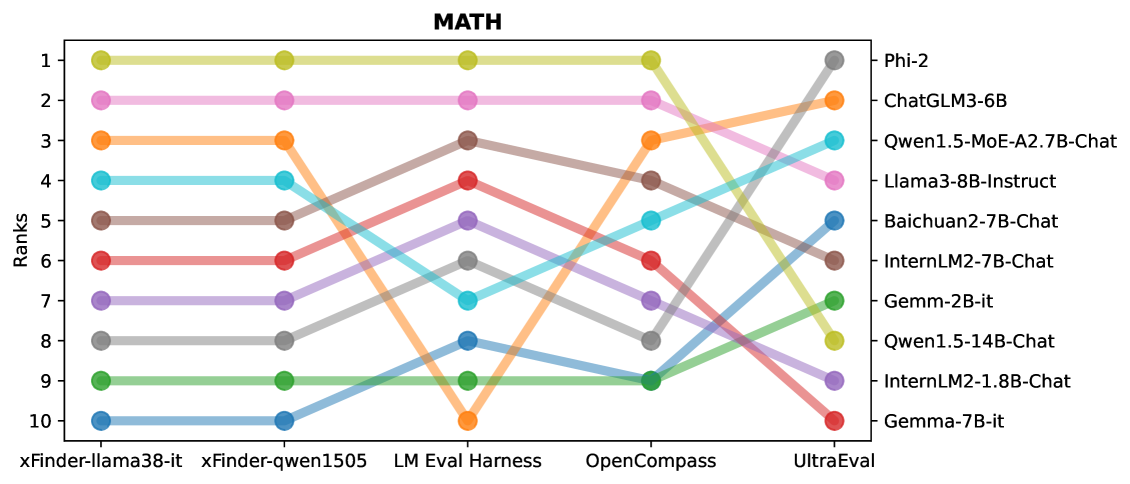 MATH
Ranks
1
2
3
4
5
6
7
8
9
10
Phi-2
ChatGLM3-6B
Qwen1.5-MoE-A2.7B-Chat
Llama3-8B-Instruct
Baichuan2-7B-Chat
InternLM2-7B-Chat
Gemm-2B-it
Qwen1.5-14B-Chat
InternLM2-1.8B-Chat
Gemma-7B-it
xFinder-llama38-it
xFinder-qwen1505
LM Eval Harness
OpenCompass
UltraEval